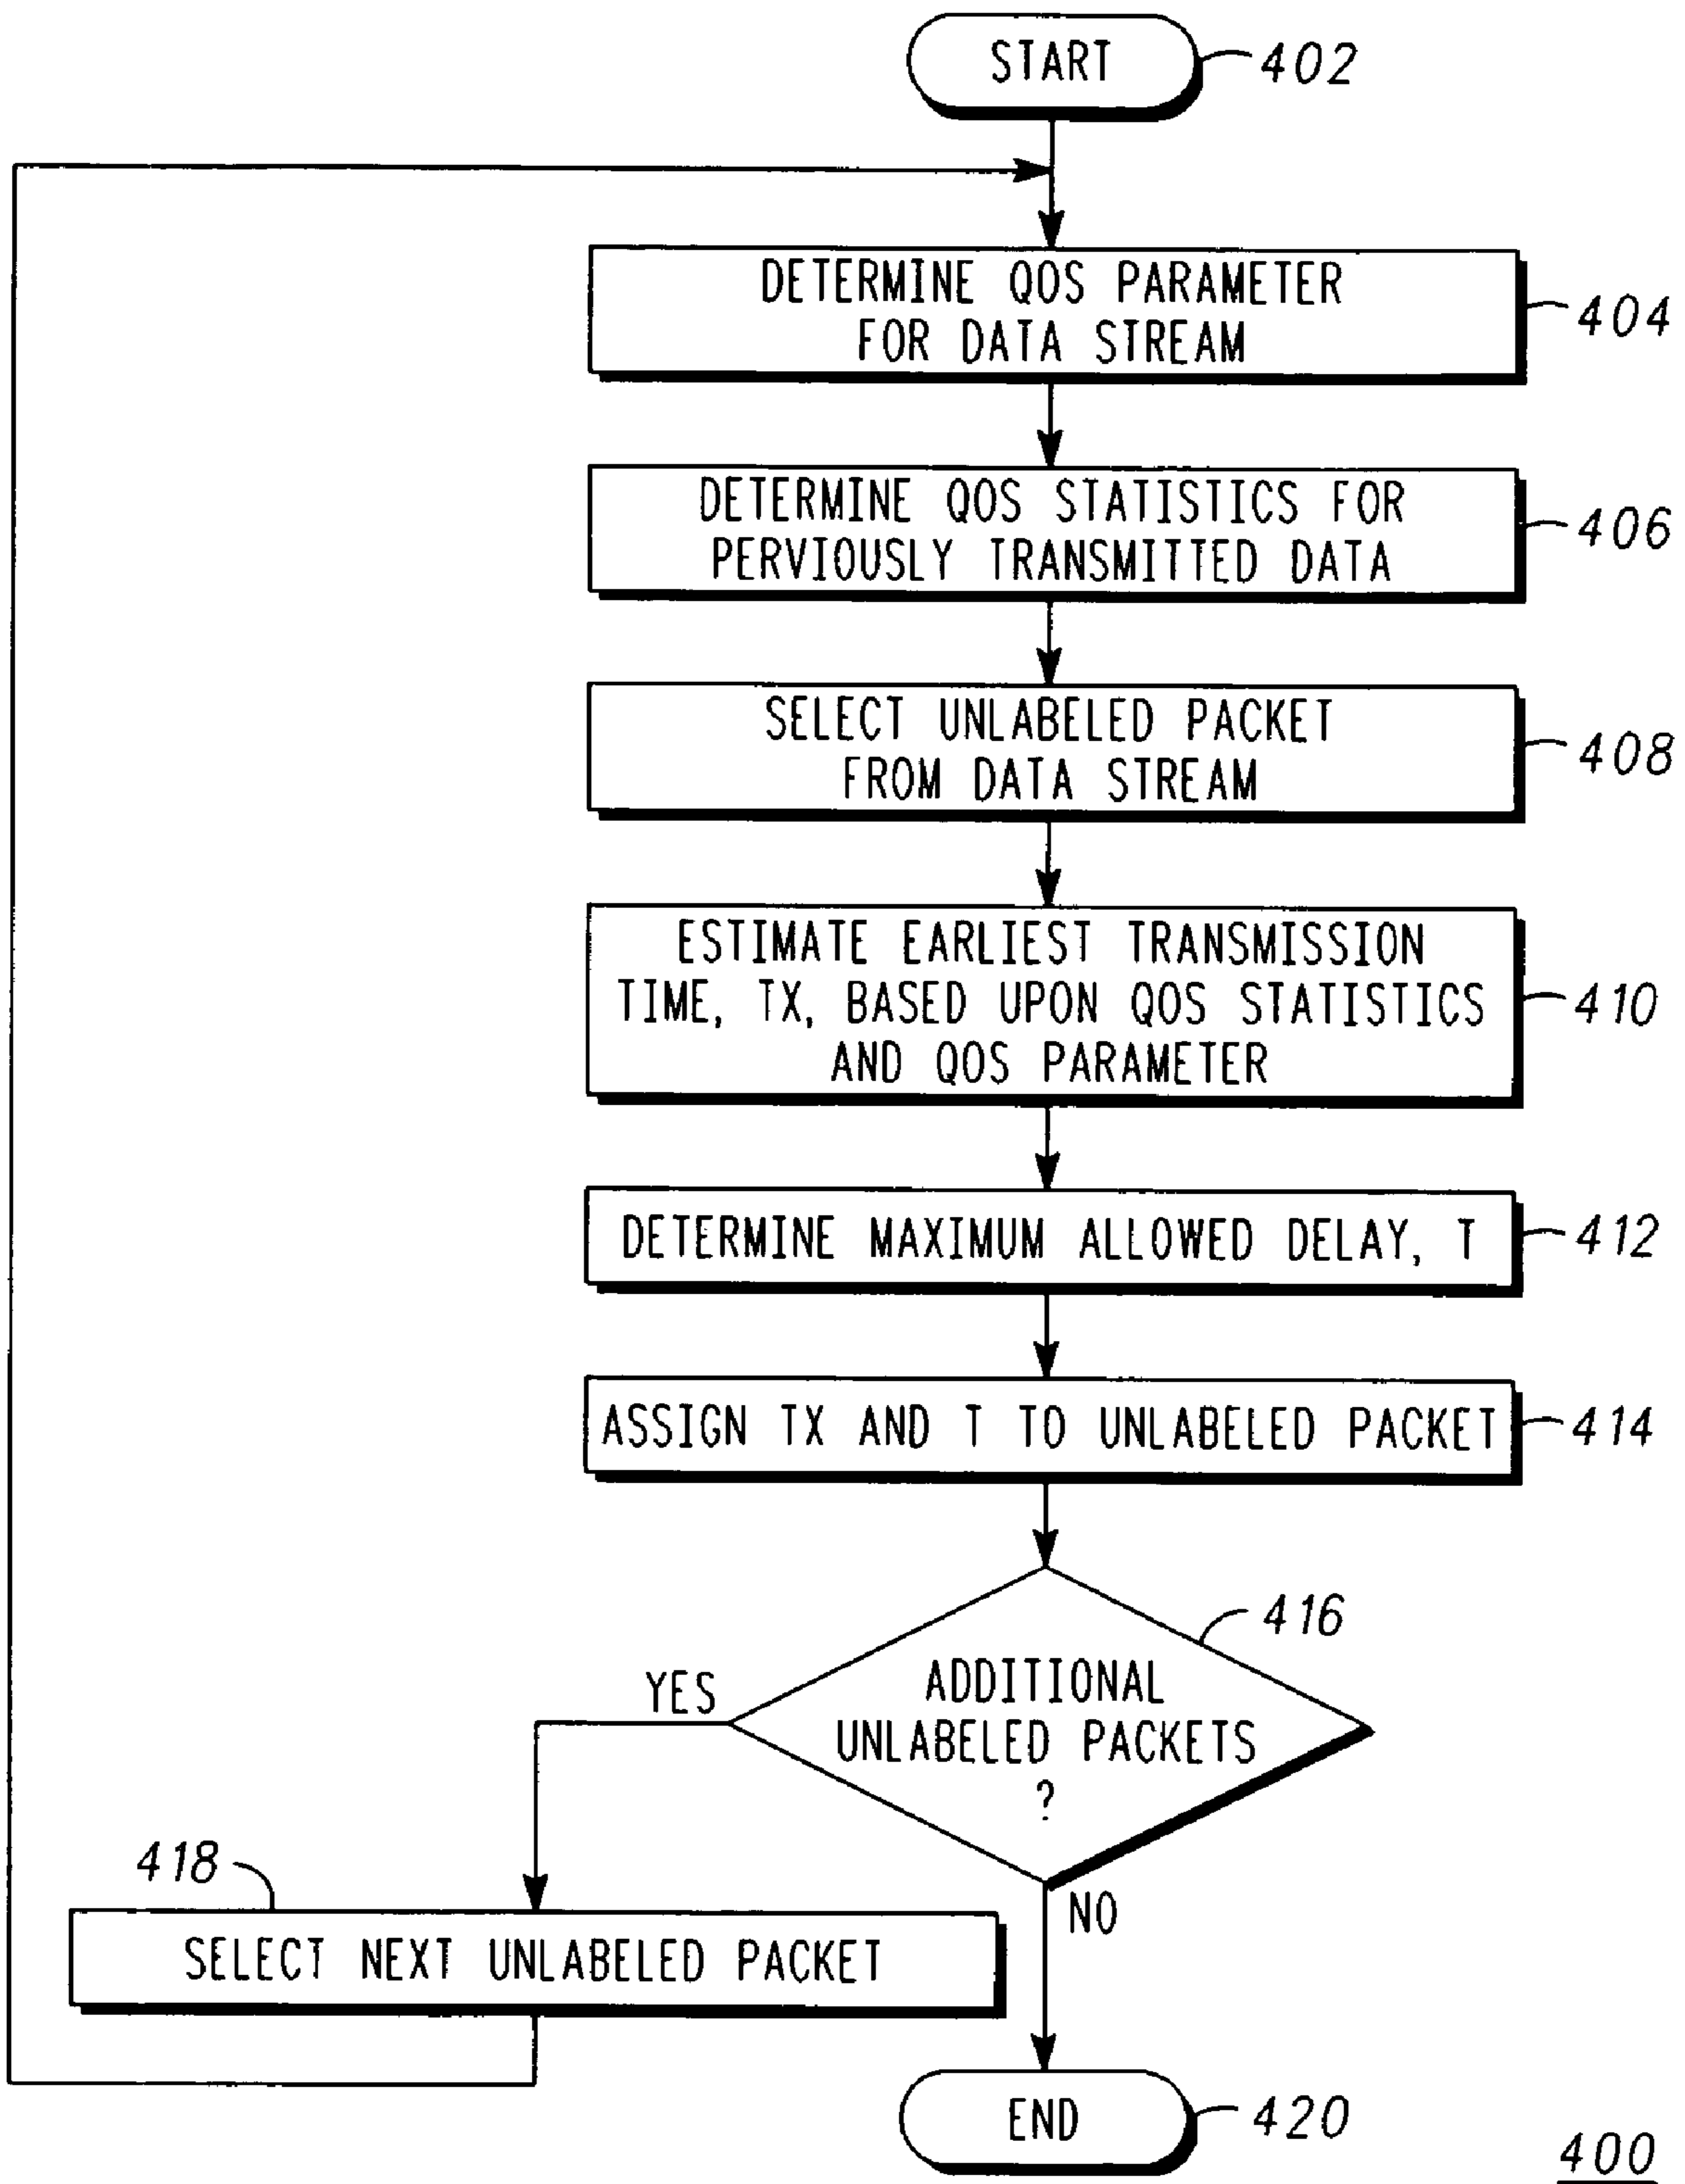 START
402
DETERMINE QOS PARAMETER
FOR DATA STREAM
404
DETERMINE QOS STATISTICS FOR
PERVIOUSLY TRANSMITTED DATA
406
SELECT UNLABELED PACKET
FROM DATA STREAM
408
ESTIMATE EARLIEST TRANSMISSION
TIME, TX, BASED UPON QOS STATISTICS
AND QOS PARAMETER
410
DETERMINE MAXIMUM ALLOWED DELAY, T
412
ASSIGN TX AND T TO UNLABELED PACKET
414
416
ADDITIONAL
UNLABELED PACKETS
?
YES
418
SELECT NEXT UNLABELED PACKET
NO
END
420
400